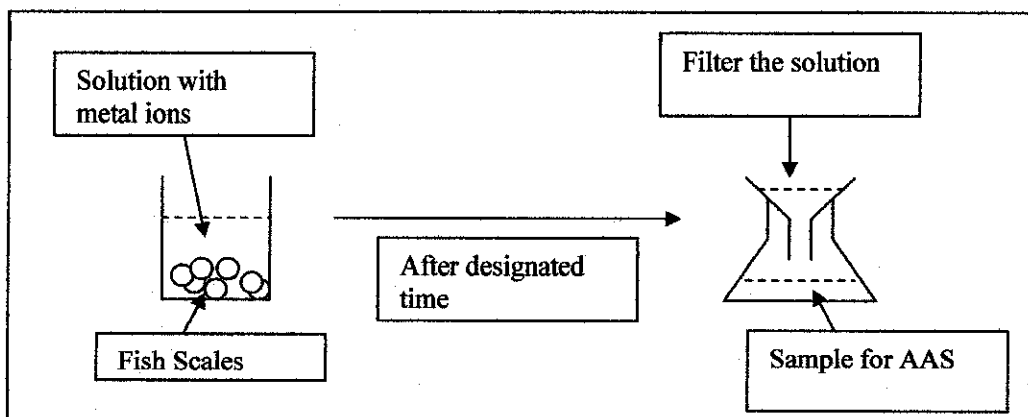 Solution with
metal ions
Filter the solution
After designated
time
Fish Scales
Sample for AAS